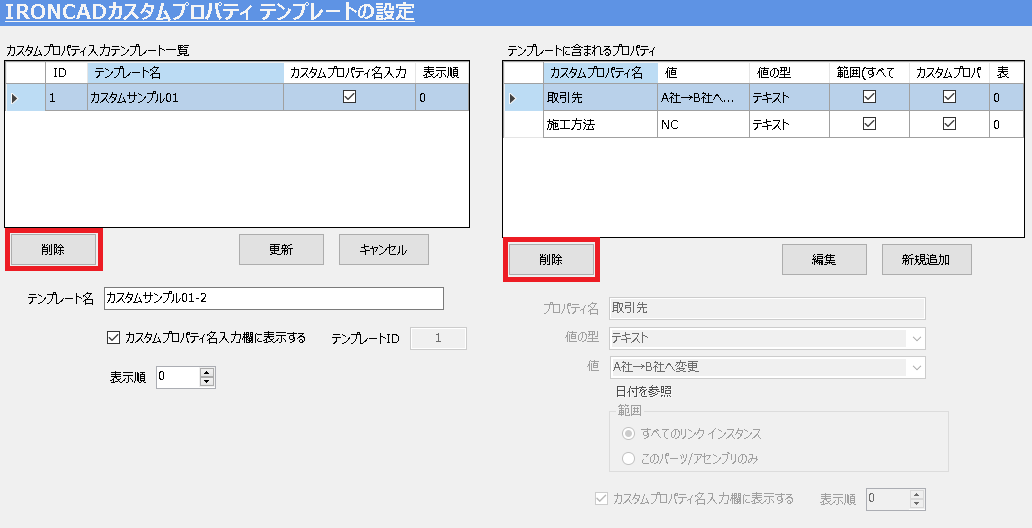 IRONCADカスタムプロパティ テンプレートの設定
カスタムプロパティ入力テンプレート一覧
ID テンプレート名 カスタムプロパティ名入力 表示順
1 カスタムサンプル01 0
削除 更新 キャンセル
テンプレート名 カスタムサンプル01-2
カスタムプロパティ名入力欄に表示する テンプレートID 1
表示順 0
テンプレートに含まれるプロパティ
カスタムプロパティ名 値 値の型 範囲(すべて カスタムプロパ 表
取引先 A社→B社へ... テキスト 0
施工方法 NC テキスト 0
削除 編集 新規追加
プロパティ名 取引先
値の型 テキスト
値 A社→B社へ変更
日付を参照
範囲
すべてのリンク インスタンス
このパーツ/アセンブリのみ
カスタムプロパティ名入力欄に表示する 表示順 0